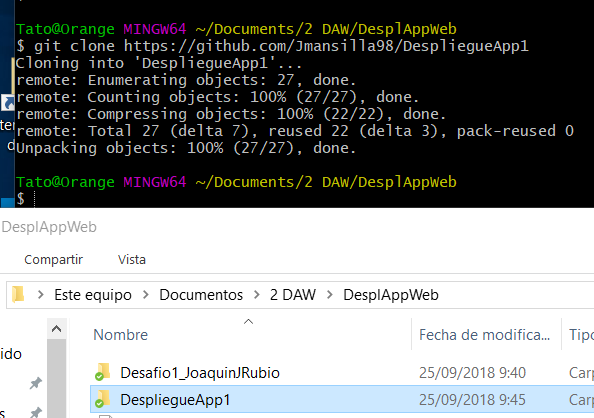 Tato@Orange MINGW64 ~/Documents/2 DAW/DesplAppWeb
$ git clone https://github.com/Jmansilla98/DespliegueApp1
Cloning into 'DespliegueApp1'...
remote: Enumerating objects: 27, done.
remote: Counting objects: 100% (27/27), done.
remote: Compressing objects: 100% (22/22), done.
remote: Total 27 (delta 7), reused 22 (delta 3), pack-reused 0
Unpacking objects: 100% (27/27), done.
Tato@Orange MINGW64 ~/Documents/2 DAW/DesplAppWeb
$
DesplAppWeb
Compartir Vista
Este equipo > Documentos > 2 DAW > DesplAppWeb
Nombre Fecha de modifica...
Desafio1_JoaquinJRubio 25/09/2018 9:40
DespliegueApp1 25/09/2018 9:45